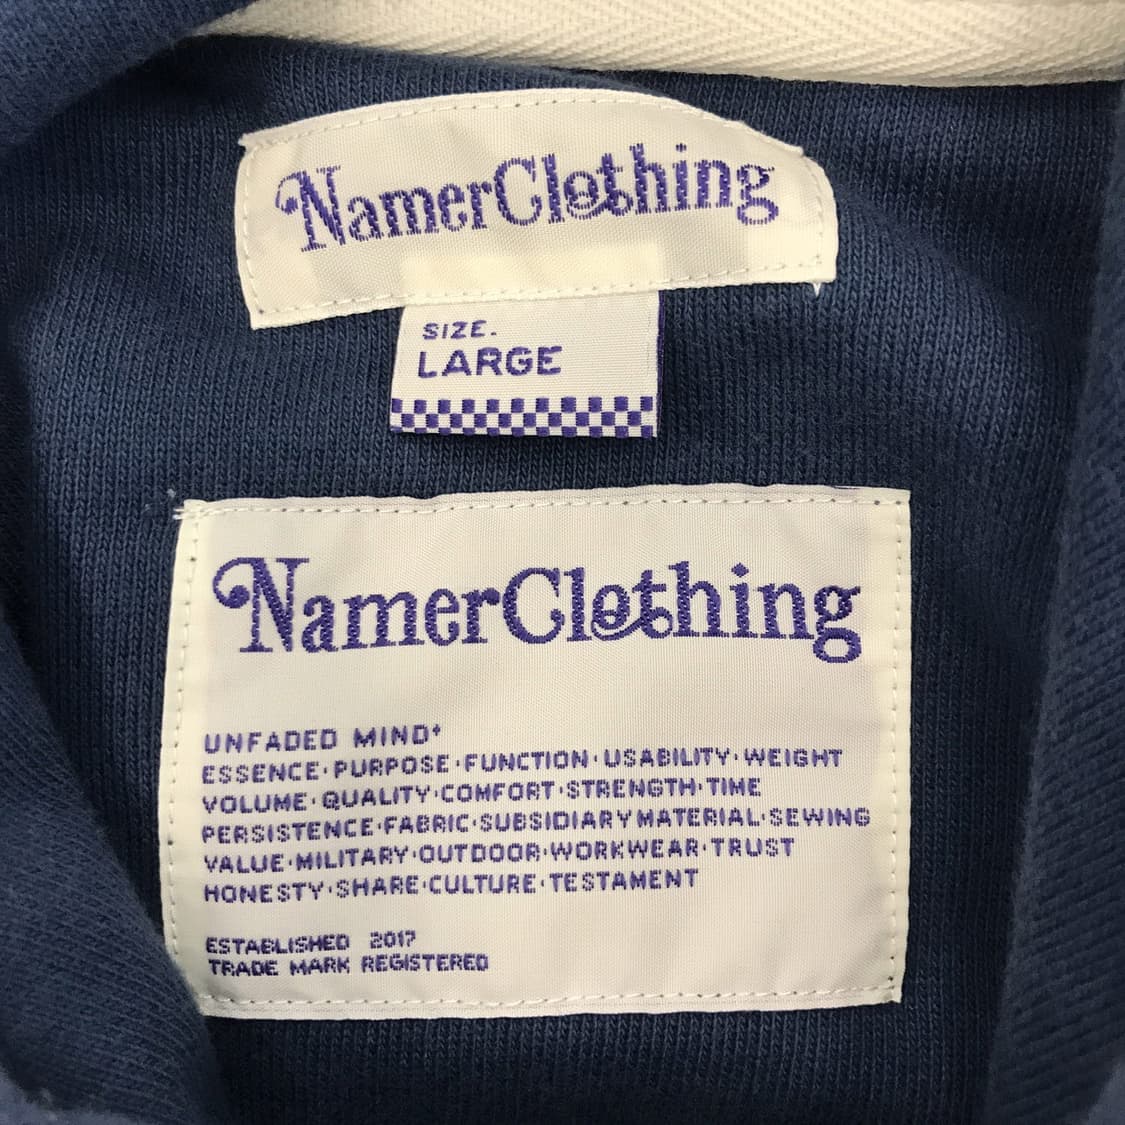 NamerClothing
SIZE.
LARGE
NamerClothing
UNFADED MIND+
ESSENCE·PURPOSE·FUNCTION·USABILITY·WEIGHT
VOLUME·QUALITY·COMFORT·STRENGTH·TIME
PERSISTENCE·FABRIC·SUBSIDIARY MATERIAL·SEWING
VALUE·MILITARY·OUTDOOR·WORKWEAR·TRUST
HONESTY·SHARE·CULTURE·TESTAMENT
ESTABLISHED 2017
TRADE MARK REGISTERED